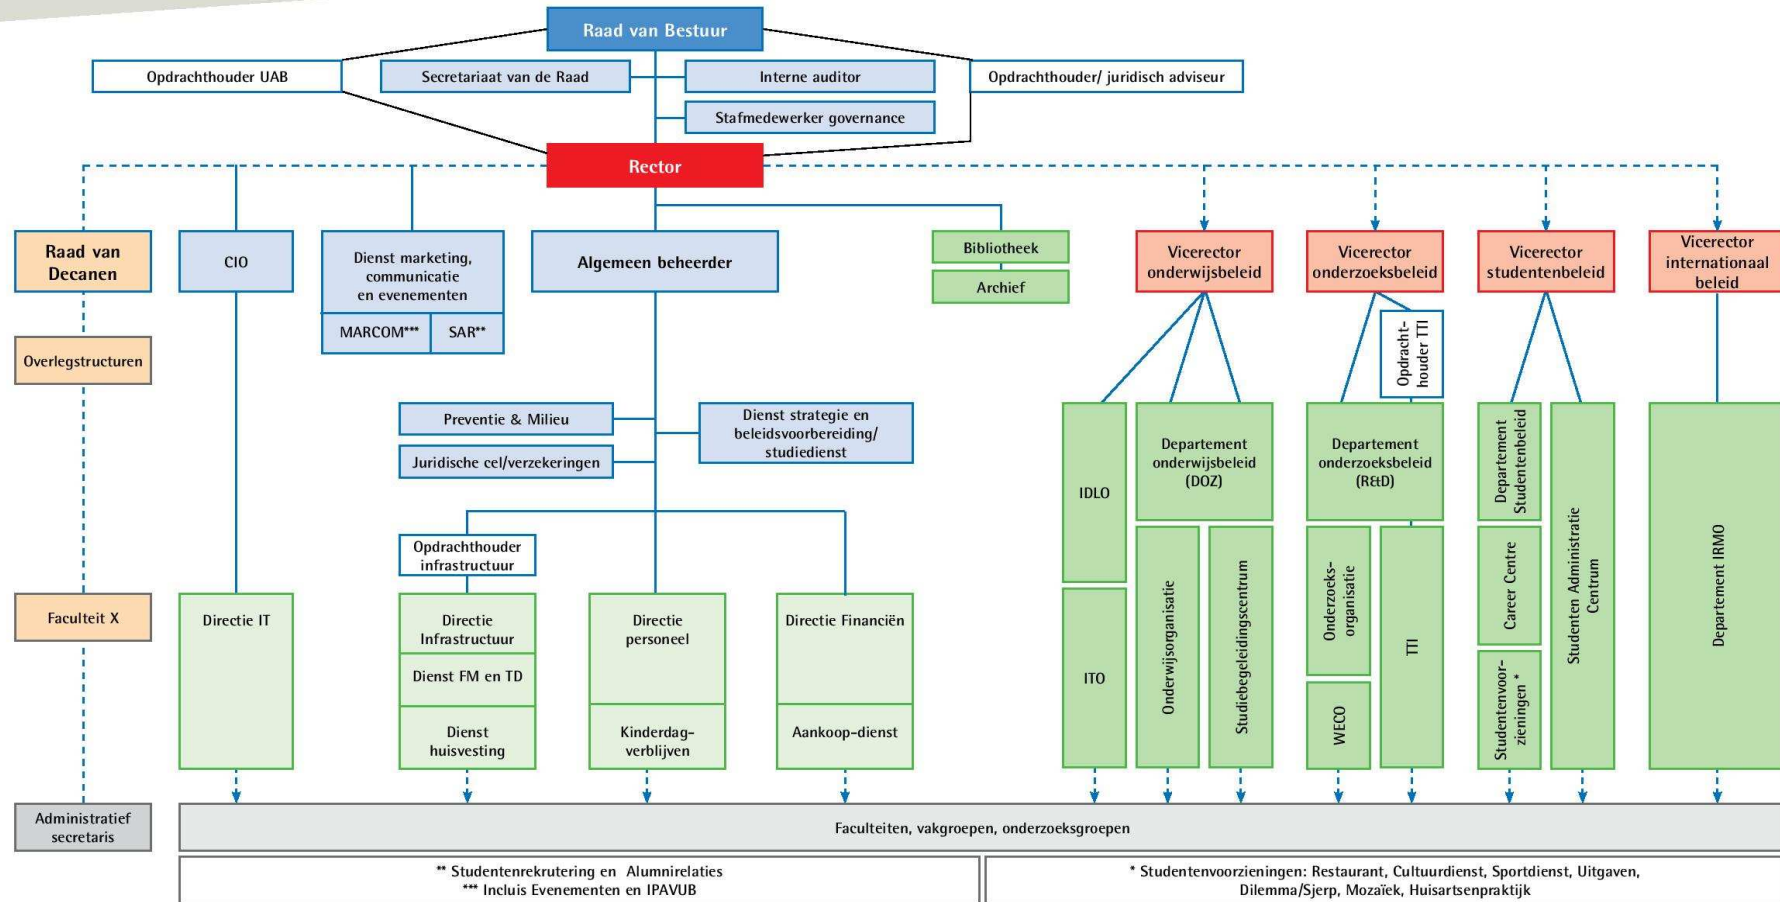 Raad van Bestuur
Opdrachthouder UAB
Secretariaat van de Raad
Interne auditor
Opdrachthouder/ juridisch adviseur
Stafmedewerker governance
Rector
Raad van
Decanen
CIO
Dienst marketing,
communicatie
en evenementen
MARCOM***
SAR**
Algemeen beheerder
Bibliotheek
Archief
Vicerector
onderwijsbeleid
Vicerector
onderzoeksbeleid
Vicerector
studentenbeleid
Vicerector
internationaal
beleid
Overlegstructuren
Opdracht-
houder TTI
Preventie & Milieu
Juridische cel/verzekeringen
Dienst strategie en
beleidsvoorbereiding/
studiedienst
IDLO
Departement
onderwijsbeleid
(DOZ)
Departement
onderzoeksbeleid
(R&D)
Departement
Studentenbeleid
Studenten Administratie
Centrum
Departement IRMO
Opdrachthouder
infrastructuur
Faculteit X
Directie IT
Directie
Infrastructuur
Dienst FM en TD
Dienst
huisvesting
Directie
personeel
Kinderdag-
verblijven
Directie Financiën
Aankoop-dienst
ITO
Onderwijsorganisatie
Studiebegeleidingscentrum
Onderzoeks-
organisatie
WECO
TTI
Career Centre
Studentenvoor-
zieningen *
Administratief
secretaris
Faculteiten, vakgroepen, onderzoeksgroepen
** Studentenrekrutering en Alumnirelaties
*** Incluis Evenementen en IPAVUB
* Studentenvoorzieningen: Restaurant, Cultuurdienst, Sportdienst, Uitgaven,
Dilemma/Sjerp, Mozaïek, Huisartsenpraktijk